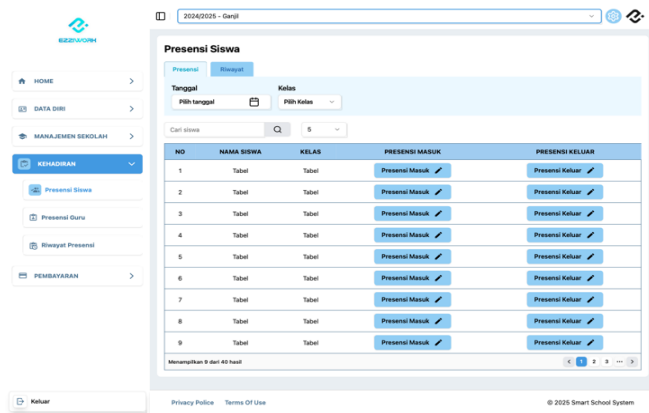 2024/2025 - Ganjil
EZZNWORH
Presensi Siswa
Presensi Riwayat
HOME
Tanggal Kelas
Pilih tanggal Pilih Kelas
DATA DIRI
Cari siswa 5
MANAJEMEN SEKOLAH
NO NAMA SISWA KELAS PRESENSI MASUK PRESENSI KELUAR
KEHADIRAN
1 Tabel Tabel Presensi Masuk Presensi Keluar
Presensi Siswa
2 Tabel Tabel Presensi Masuk Presensi Keluar
Presensi Guru
3 Tabel Tabel Presensi Masuk Presensi Keluar
4 Tabel Tabel Presensi Masuk Presensi Keluar
Riwayat Presensi
5 Tabel Tabel Presensi Masuk Presensi Keluar
PEMBAYARAN
6 Tabel Tabel Presensi Masuk Presensi Keluar
7 Tabel Tabel Presensi Masuk Presensi Keluar
8 Tabel Tabel Presensi Masuk Presensi Keluar
9 Tabel Tabel Presensi Masuk Presensi Keluar
Menampilkan 9 dari 40 hasil 1 2 3 ...
Keluar
Privacy Police Terms Of Use © 2025 Smart School System